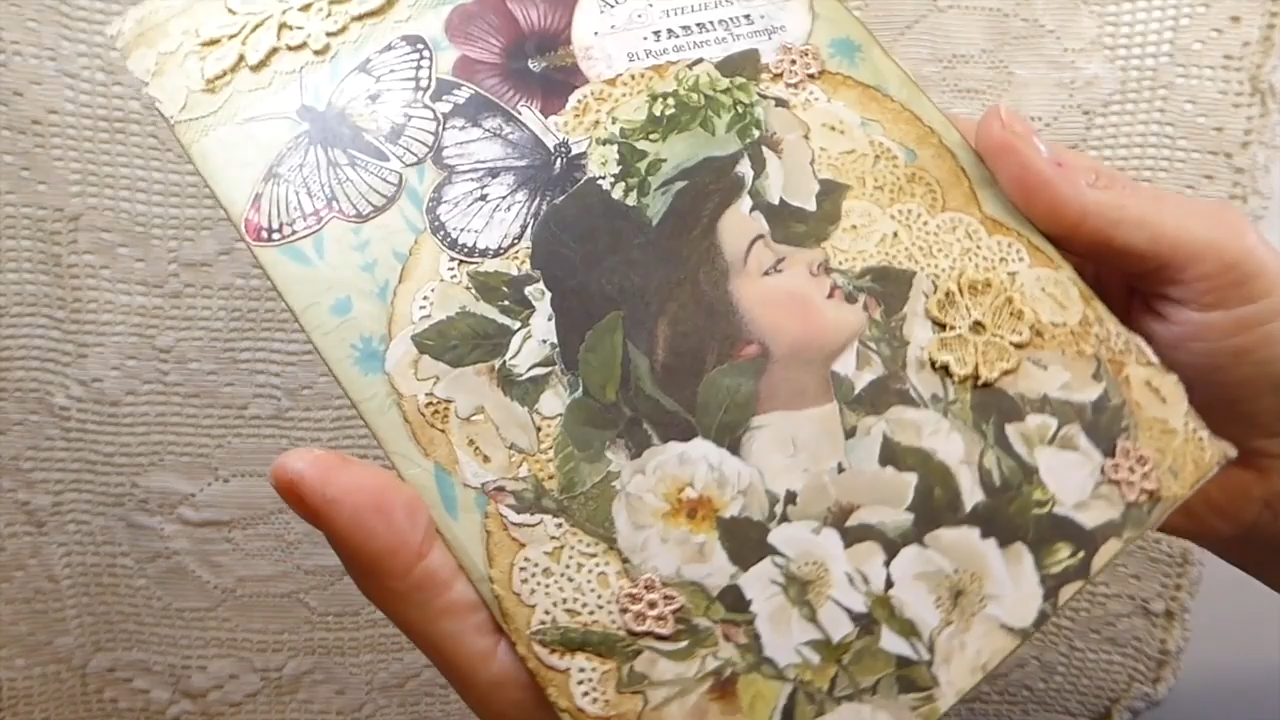 ATELIERS
• FABRIQUE •
21, Rue de l'Arc de Triomphe